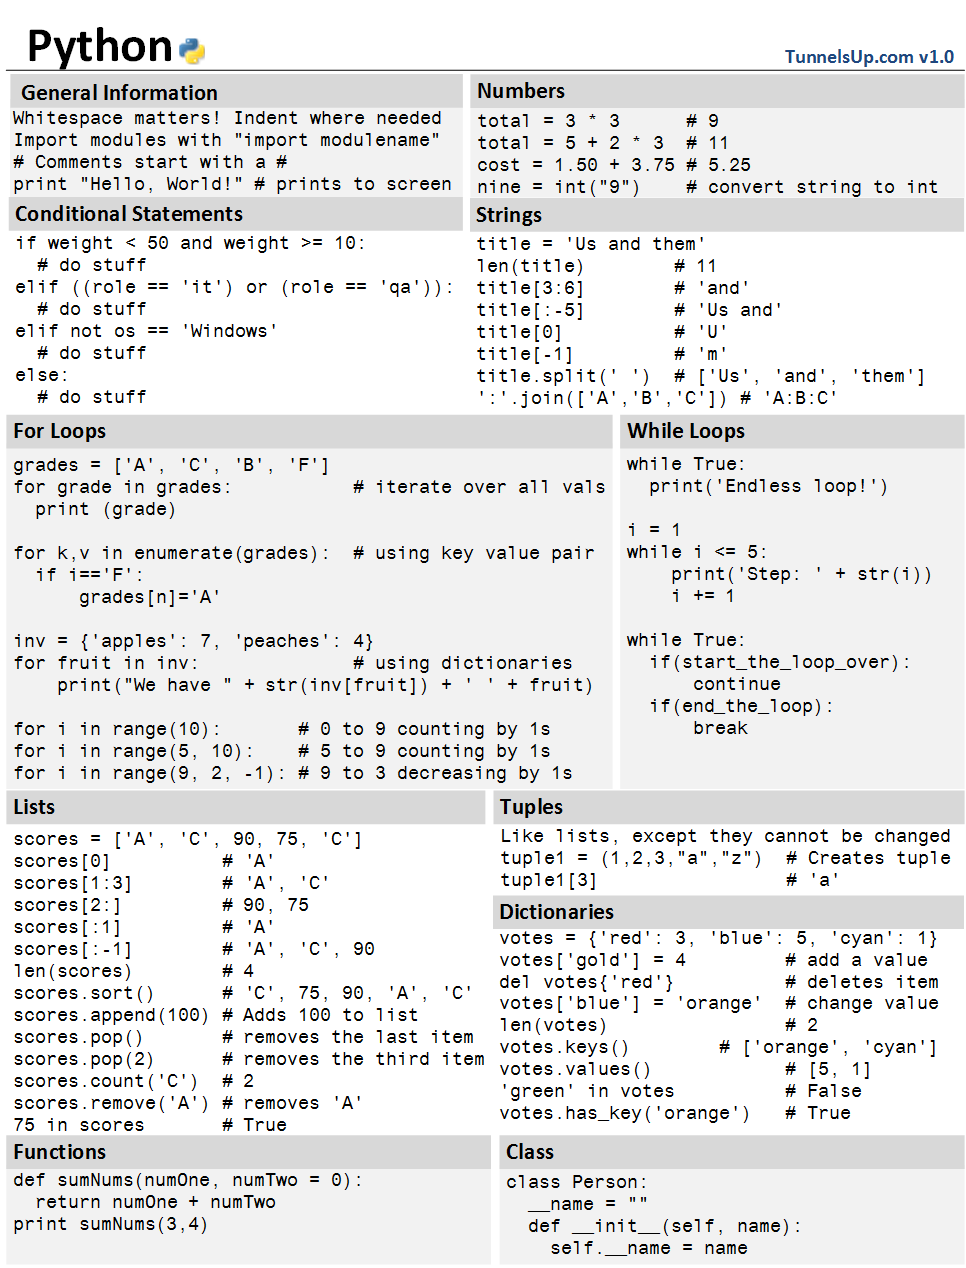 Python
TunnelsUp.com v1.0
General Information
Whitespace matters! Indent where needed
Import modules with "import modulename"
# Comments start with a #
print "Hello, World!" # prints to screen
Numbers
total = 3 * 3      # 9
total = 5 + 2 * 3  # 11
cost = 1.50 + 3.75 # 5.25
nine = int("9")    # convert string to int
Conditional Statements
if weight < 50 and weight >= 10:
  # do stuff
elif ((role == 'it') or (role == 'qa')):
  # do stuff
elif not os == 'Windows'
  # do stuff
else:
  # do stuff
Strings
title = 'Us and them'
len(title)        # 11
title[3:6]        # 'and'
title[:-5]        # 'Us and'
title[0]          # 'U'
title[-1]         # 'm'
title.split(' ')  # ['Us', 'and', 'them']
':'.join(['A','B','C']) # 'A:B:C'
For Loops
grades = ['A', 'C', 'B', 'F']
for grade in grades:           # iterate over all vals
  print (grade)
for k,v in enumerate(grades):  # using key value pair
  if i=='F':
      grades[n]='A'
inv = {'apples': 7, 'peaches': 4}
for fruit in inv:              # using dictionaries
    print("We have " + str(inv[fruit]) + ' ' + fruit)
for i in range(10):       # 0 to 9 counting by 1s
for i in range(5, 10):    # 5 to 9 counting by 1s
for i in range(9, 2, -1): # 9 to 3 decreasing by 1s
While Loops
while True:
  print('Endless loop!')
i = 1
while i <= 5:
    print('Step: ' + str(i))
    i += 1
while True:
  if(start_the_loop_over):
      continue
  if(end_the_loop):
      break
Lists
scores = ['A', 'C', 90, 75, 'C']
scores[0]          # 'A'
scores[1:3]        # 'A', 'C'
scores[2:]         # 90, 75
scores[:1]         # 'A'
scores[:-1]        # 'A', 'C', 90
len(scores)        # 4
scores.sort()      # 'C', 75, 90, 'A', 'C'
scores.append(100) # Adds 100 to list
scores.pop()       # removes the last item
scores.pop(2)      # removes the third item
scores.count('C')  # 2
scores.remove('A') # removes 'A'
75 in scores       # True
Tuples
Like lists, except they cannot be changed
tuple1 = (1,2,3,"a","z")  # Creates tuple
tuple1[3]                 # 'a'
Dictionaries
votes = {'red': 3, 'blue': 5, 'cyan': 1}
votes['gold'] = 4         # add a value
del votes{'red'}          # deletes item
votes['blue'] = 'orange'  # change value
len(votes)                # 2
votes.keys()        # ['orange', 'cyan']
votes.values()            # [5, 1]
'green' in votes          # False
votes.has_key('orange')   # True
Functions
def sumNums(numOne, numTwo = 0):
  return numOne + numTwo
print sumNums(3,4)
Class
class Person:
  __name = ""
  def __init__(self, name):
    self.__name = name